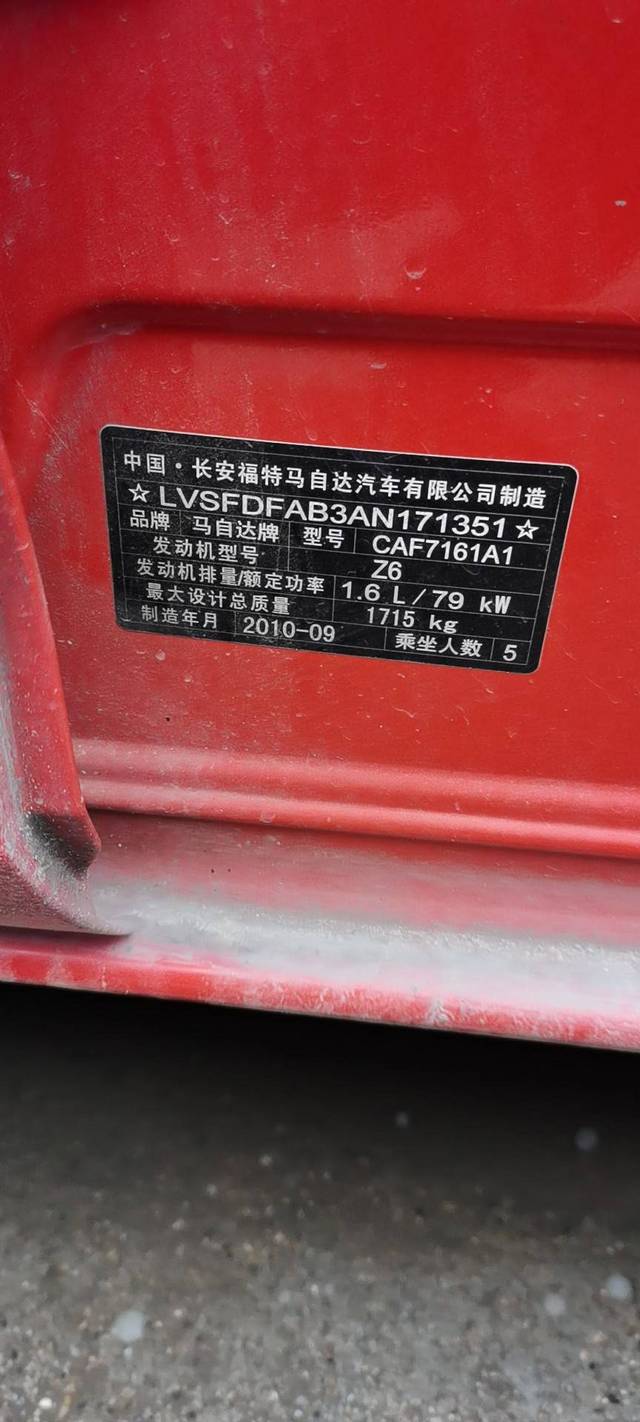 中国·长安福特马自达汽车有限公司制造
☆LVSFDFAB3AN171351☆
品牌 马自达牌 型号 CAF7161A1
发动机型号 Z6
发动机排量/额定功率 1.6 L/79 kW
最大设计总质量 1715 kg
制造年月 2010-09 乘坐人数 5